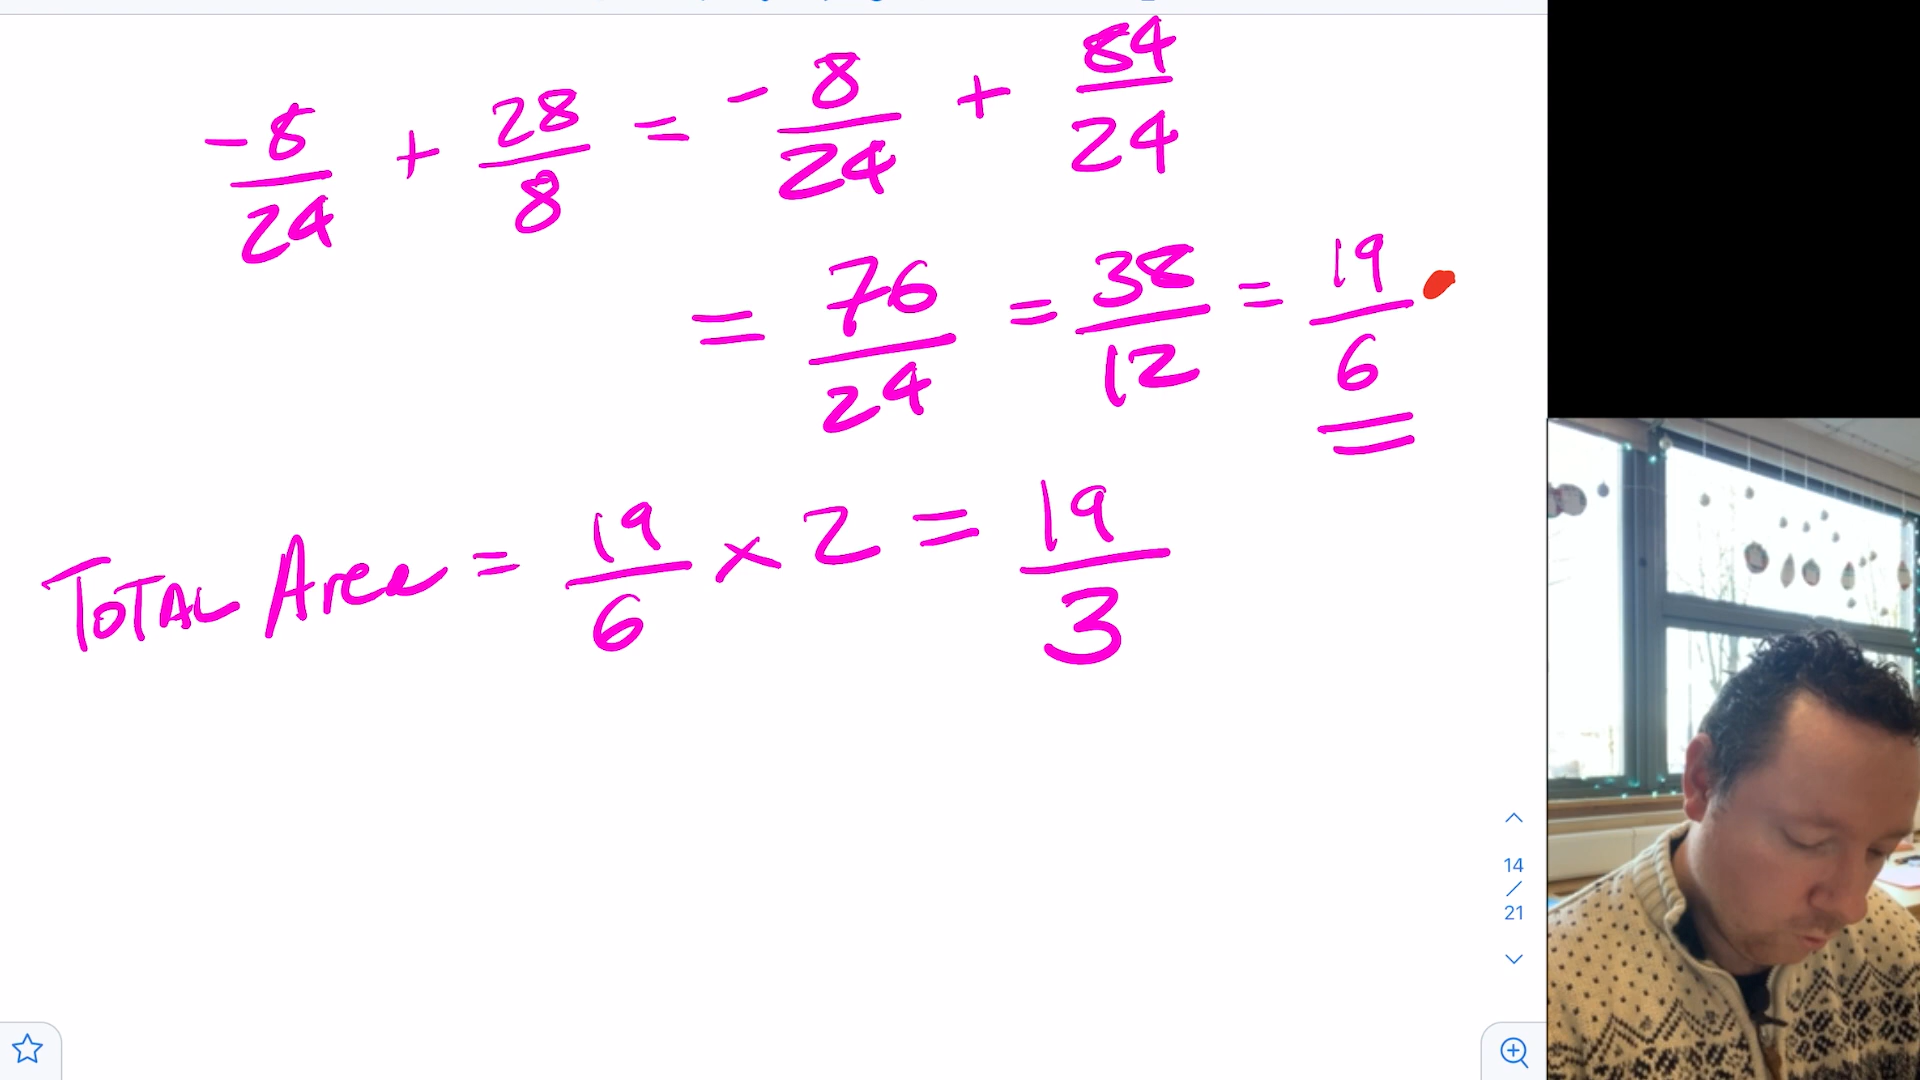 -8/24 + 28/8 = -8/24 + 84/24
= 76/24 = 38/12 = 19/6
TOTAL Area = 19/6 × 2 = 19/3
14
/
21